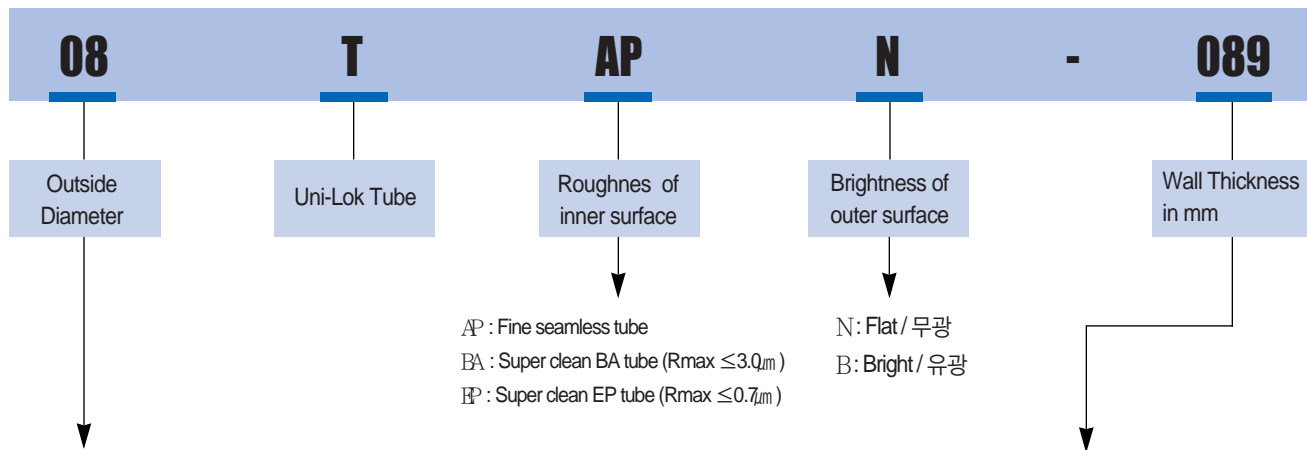 08 T AP N - 089
Outside
Diameter
Uni-Lok Tube
Roughnes of
inner surface
Brightness of
outer surface
Wall Thickness
in mm
AP : Fine seamless tube
BA : Super clean BA tube (Rmax ≤3.0㎛)
EP : Super clean EP tube (Rmax ≤0.7㎛)
N: Flat / 무광
B: Bright / 유광